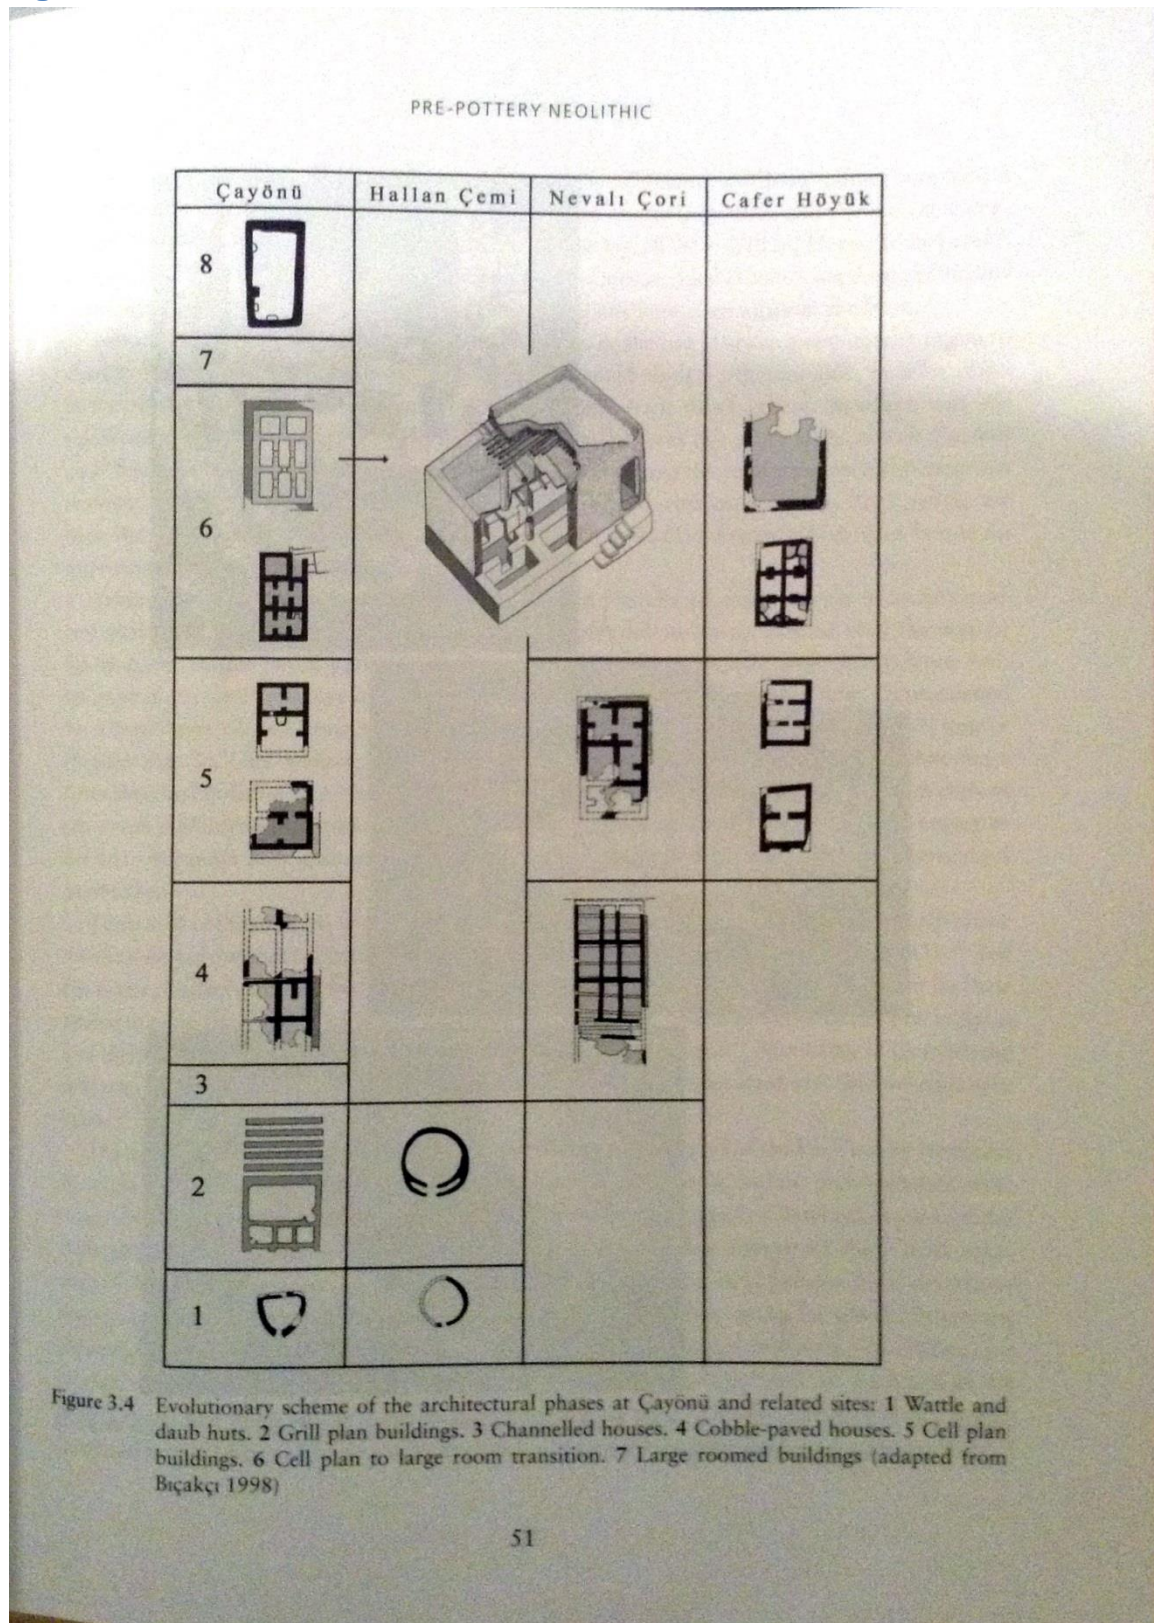 PRE-POTTERY NEOLITHIC
Çayönü Hallan Çemi Nevalı Çori Cafer Höyük
8
7
6
5
4
3
2
1
Figure 3.4 Evolutionary scheme of the architectural phases at Çayönü and related sites: 1 Wattle and
daub huts. 2 Grill plan buildings. 3 Channelled houses. 4 Cobble-paved houses. 5 Cell plan
buildings. 6 Cell plan to large room transition. 7 Large roomed buildings (adapted from
Bıçakçı 1998)
51